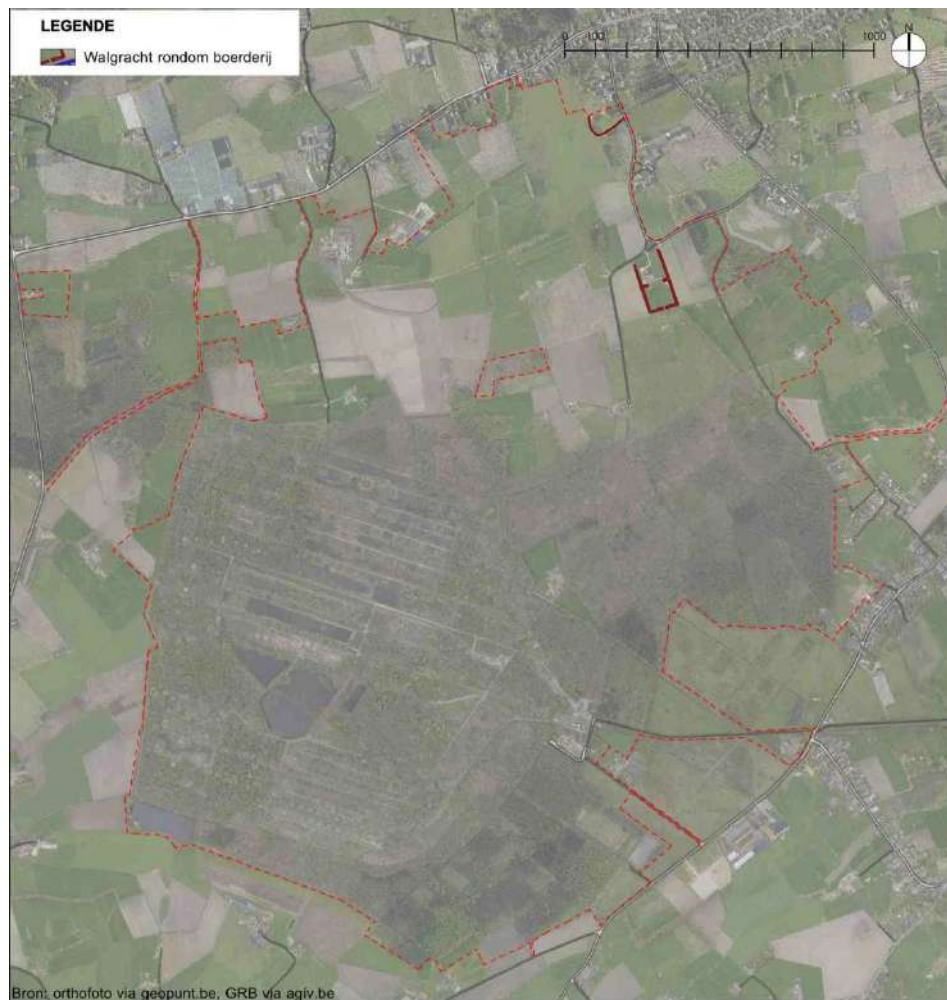 LEGENDE
Walgracht rondom boerderij
0 100 1000 N
Bron: orthofoto via geopunt.be, GRB via agiv.be